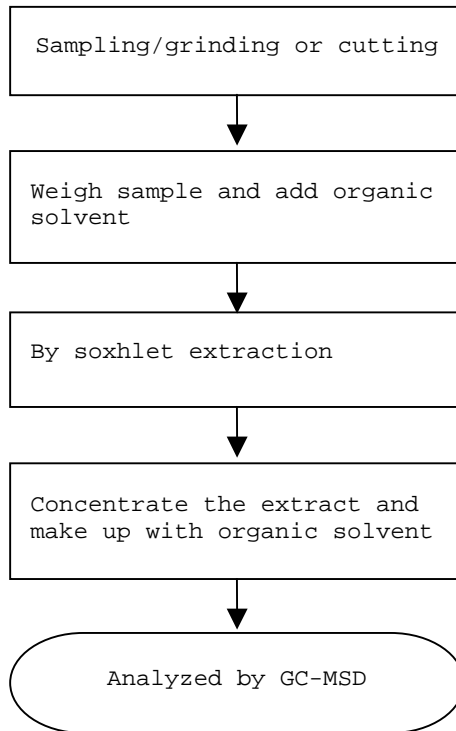 Sampling/grinding or cutting
Weigh sample and add organic
solvent
By soxhlet extraction
Concentrate the extract and
make up with organic solvent
Analyzed by GC-MSD